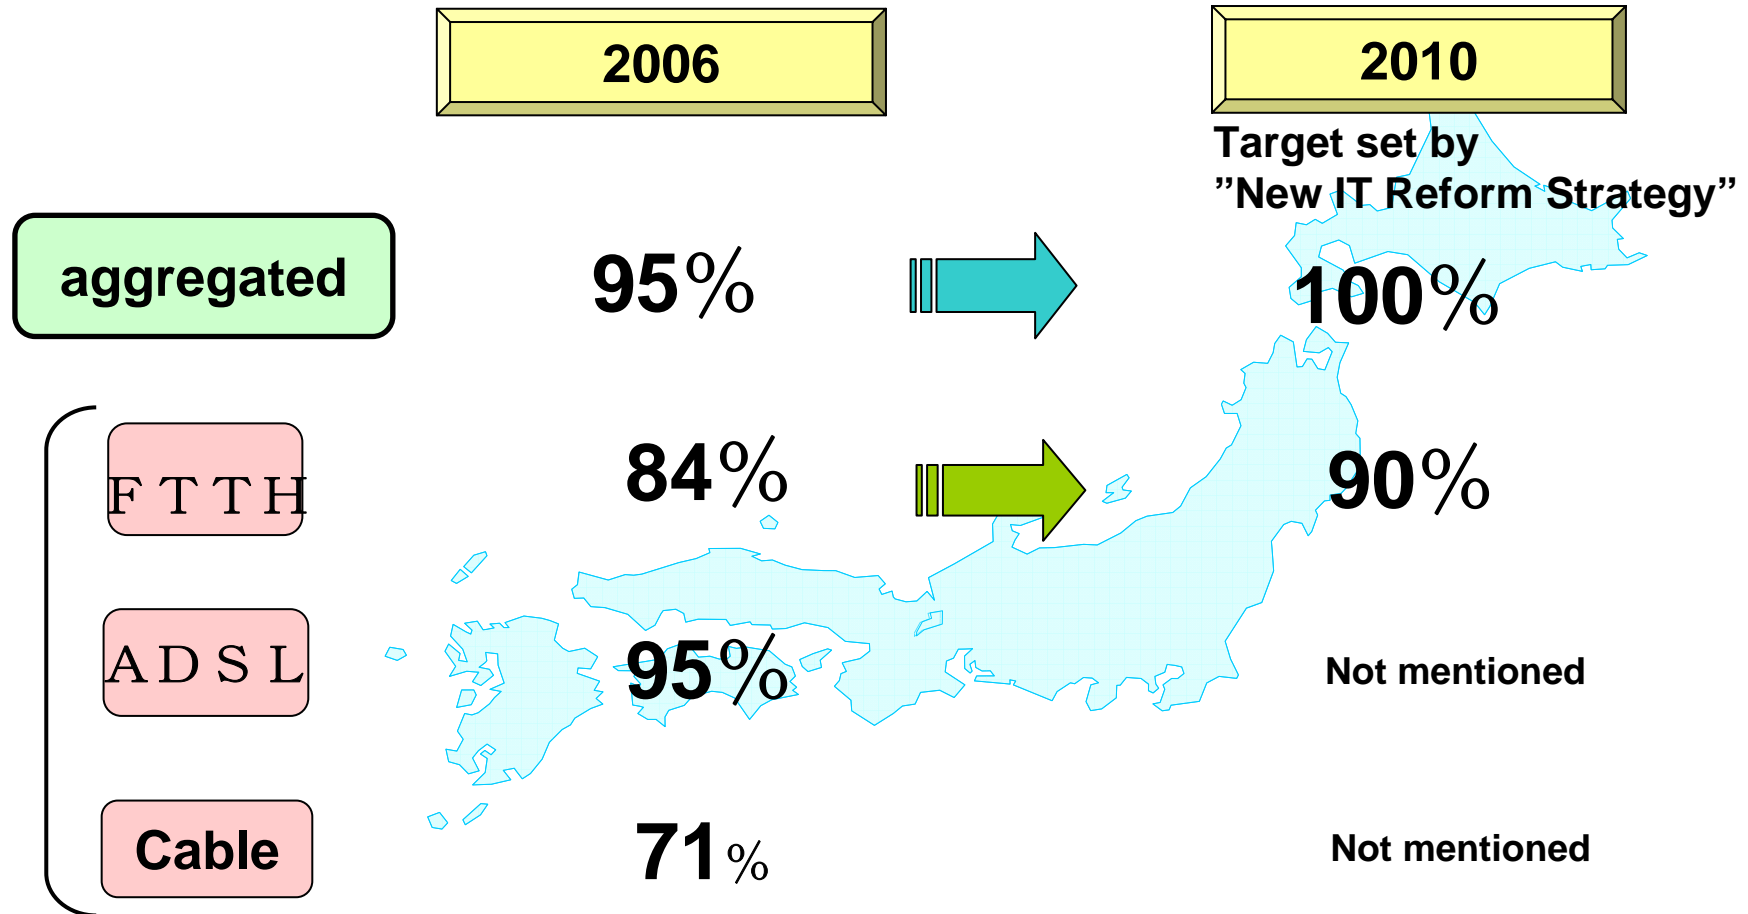 2006
2010
Target set by
”New IT Reform Strategy”
aggregated
95%
100%
FTTH
84%
90%
ADSL
95%
Not mentioned
Cable
71%
Not mentioned